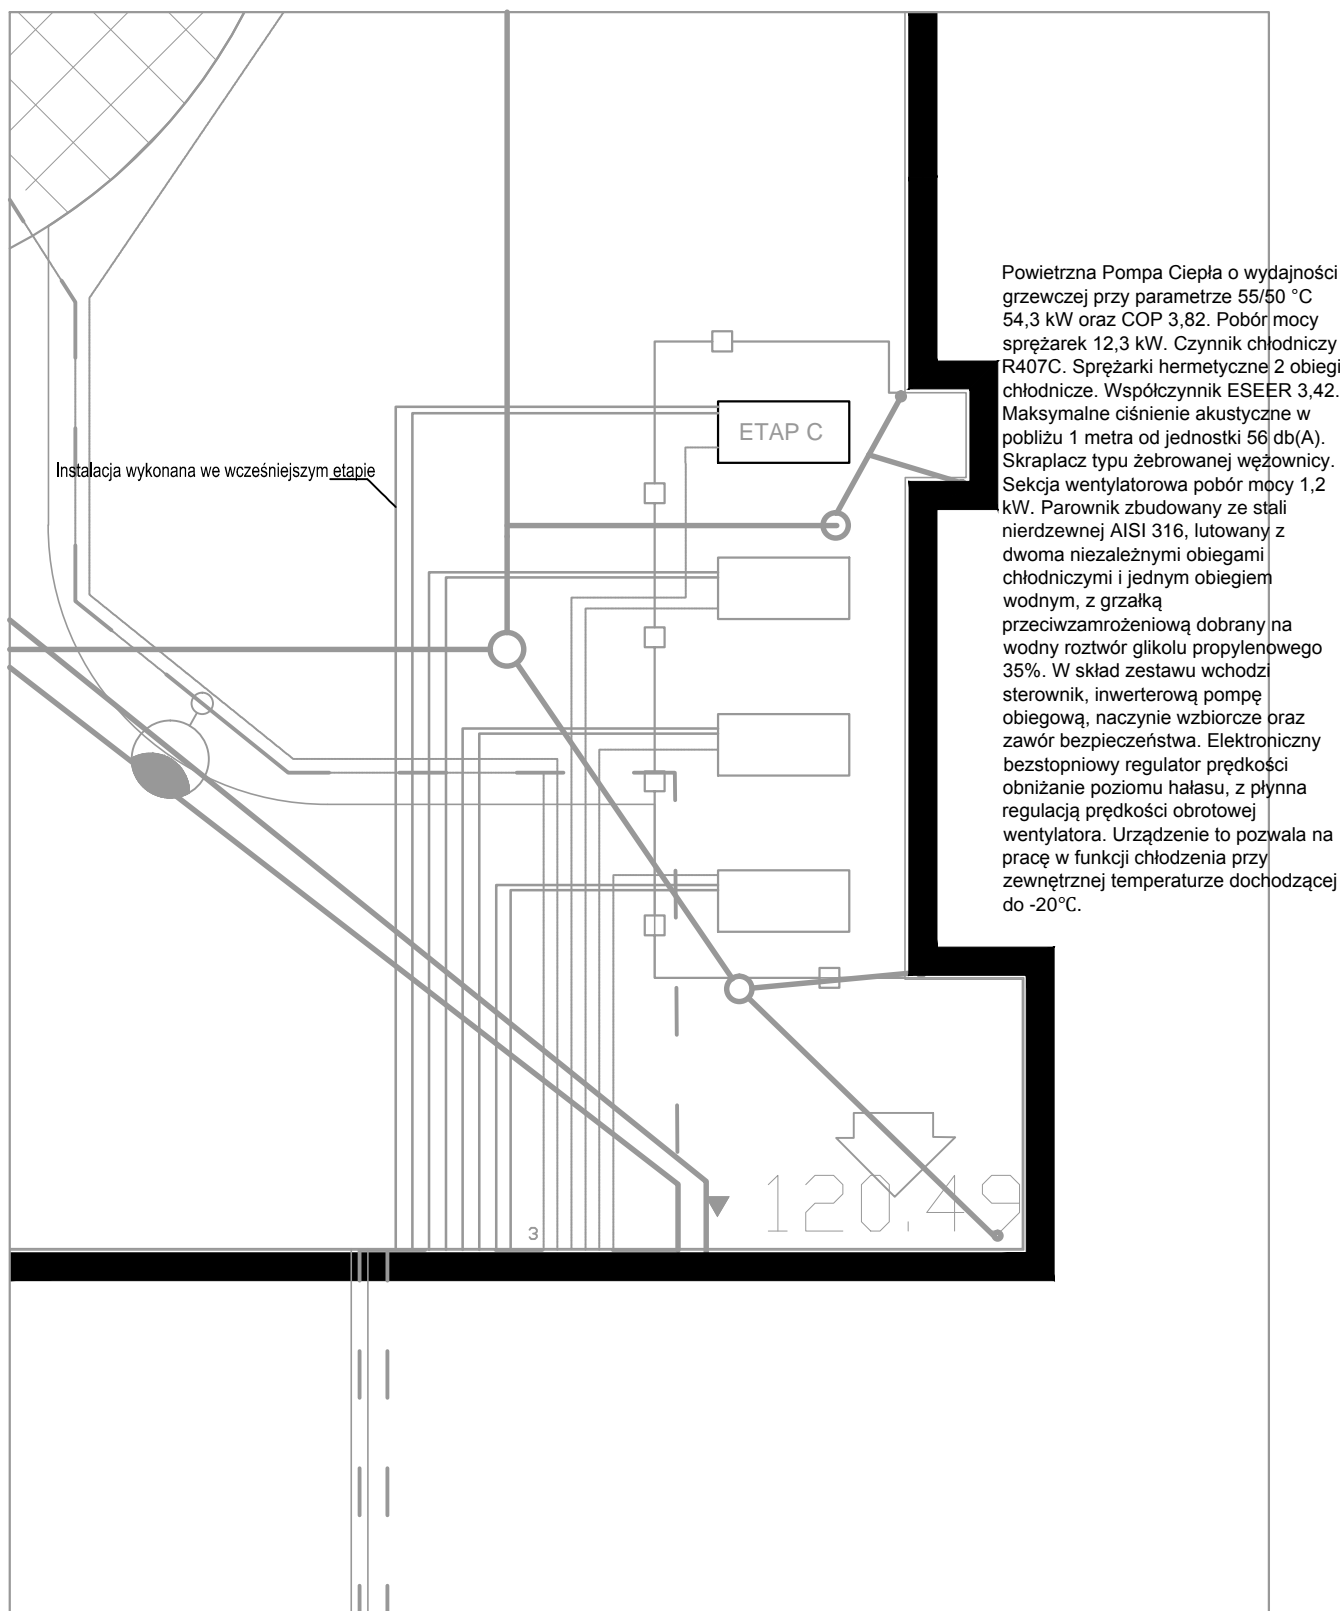 Powietrzna Pompa Ciepła o wydajności
grzewczej przy parametrze 55/50 °C
54,3 kW oraz COP 3,82. Pobór mocy
sprężarek 12,3 kW. Czynnik chłodniczy
R407C. Sprężarki hermetyczne 2 obiegi
chłodnicze. Współczynnik ESEER 3,42.
Maksymalne ciśnienie akustyczne w
pobliżu 1 metra od jednostki 56 db(A).
Skraplacz typu żebrowanej wężownicy.
Sekcja wentylatorowa pobór mocy 1,2
kW. Parownik zbudowany ze stali
nierdzewnej AISI 316, lutowany z
dwoma niezależnymi obiegami
chłodniczymi i jednym obiegiem
wodnym, z grzałką
przeciwzamrożeniową dobrany na
wodny roztwór glikolu propylenowego
35%. W skład zestawu wchodzi
sterownik, inwerterową pompę
obiegową, naczynie wzbiorcze oraz
zawór bezpieczeństwa. Elektroniczny
bezstopniowy regulator prędkości
obniżanie poziomu hałasu, z płynna
regulacją prędkości obrotowej
wentylatora. Urządzenie to pozwala na
pracę w funkcji chłodzenia przy
zewnętrznej temperaturze dochodzącej
do -20°C.
ETAP C
Instalacja wykonana we wcześniejszym etapie
120.49
3